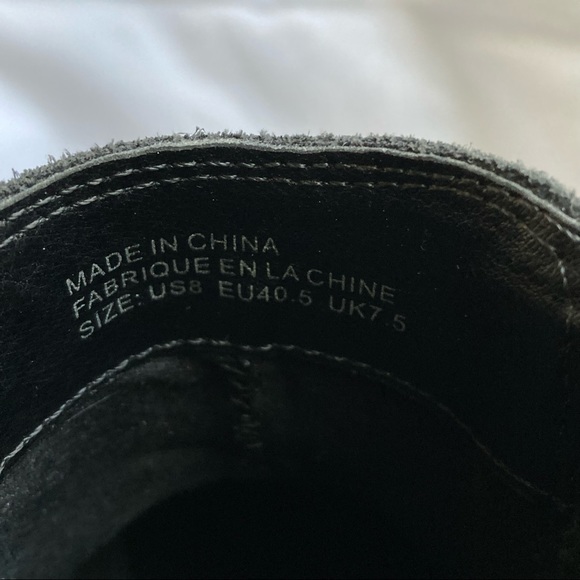 MADE IN CHINA
FABRIQUE EN LA CHINE
SIZE: US8 EU40.5 UK7.5